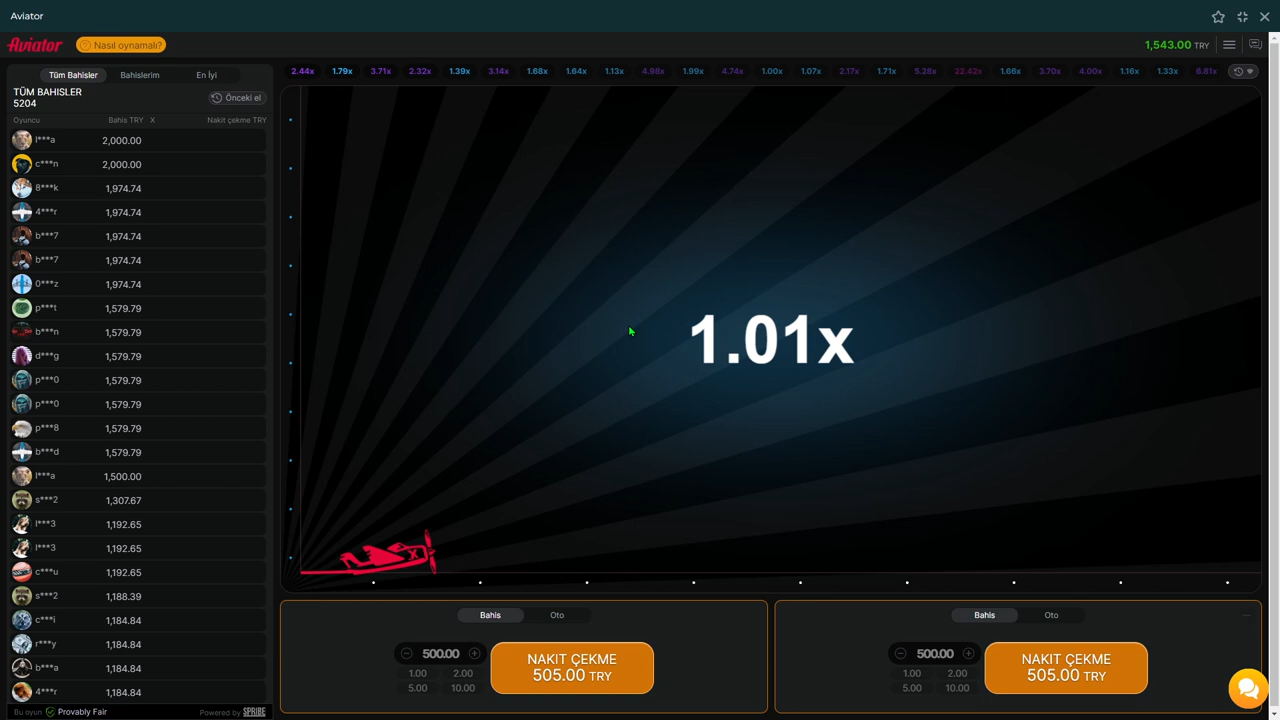 Aviator
Aviator
? Nasıl oynamalı?
1,543.00 TRY
Tüm Bahisler Bahislerim En İyi
TÜM BAHISLER
5204
Önceki el
Oyuncu Bahis TRY X Nakit çekme TRY
l***a 2,000.00
c***n 2,000.00
8***k 1,974.74
4***r 1,974.74
b***7 1,974.74
b***7 1,974.74
0***z 1,974.74
p***t 1,579.79
b***n 1,579.79
d***g 1,579.79
p***0 1,579.79
p***0 1,579.79
p***8 1,579.79
b***d 1,579.79
l***a 1,500.00
s***2 1,307.67
l***3 1,192.65
l***3 1,192.65
c***u 1,192.65
s***2 1,188.39
c***i 1,184.84
r***y 1,184.84
b***a 1,184.84
4***r 1,184.84
Bu oyun Provably Fair Powered by SPRIBE
2.44x 1.79x 3.71x 2.32x 1.39x 3.14x 1.68x 1.64x 1.13x 4.98x 1.99x 4.74x 1.00x 1.07x 2.17x 1.71x 5.28x 22.42x 1.66x 3.70x 4.00x 1.16x 1.33x 6.81x
1.01x
X
Bahis Oto
500.00
1.00 2.00
5.00 10.00
NAKIT ÇEKME
505.00 TRY
Bahis Oto
500.00
1.00 2.00
5.00 10.00
NAKIT ÇEKME
505.00 TRY